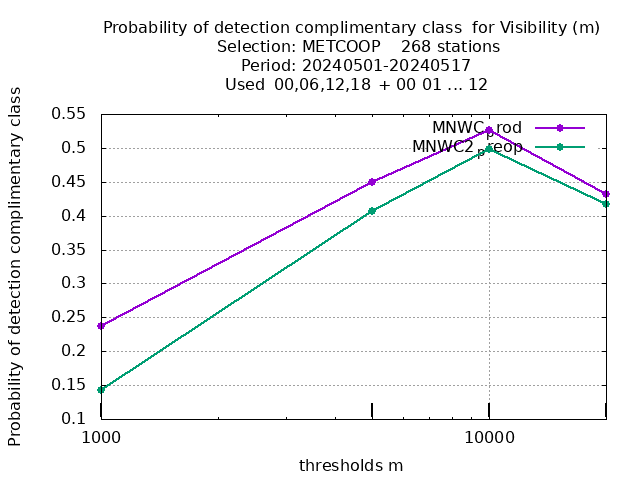 Probability of detection complimentary class  for Visibility (m)
Selection: METCOOP    268 stations
Period: 20240501-20240517
Used  00,06,12,18 + 00 01 ... 12
Probability of detection complimentary class
0.55
0.5
0.45
0.4
0.35
0.3
0.25
0.2
0.15
0.1
MNWC_prod
MNWC2_preop
1000
10000
thresholds m